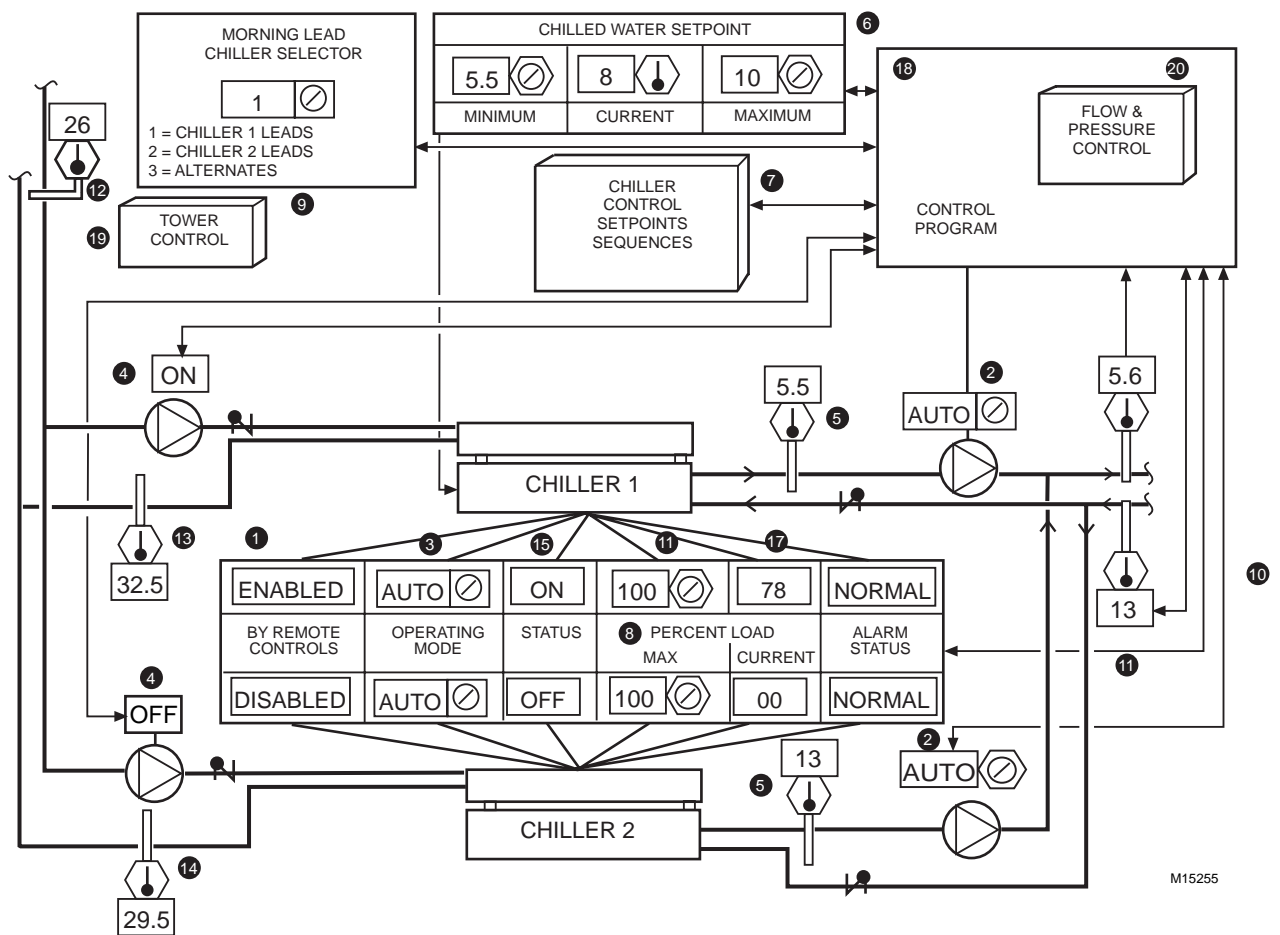 MORNING LEAD
CHILLER SELECTOR
1
1 = CHILLER 1 LEADS
2 = CHILLER 2 LEADS
3 = ALTERNATES
9
CHILLED WATER SETPOINT
6
5.5
8
10
MINIMUM
CURRENT
MAXIMUM
18
20
FLOW &
PRESSURE
CONTROL
CONTROL
PROGRAM
26
12
19
TOWER
CONTROL
CHILLER
CONTROL
SETPOINTS
SEQUENCES
7
4
ON
5.5
5
2
AUTO
5.6
CHILLER 1
13
32.5
13
10
11
1
3
15
11
17
ENABLED
AUTO
ON
100
78
NORMAL
BY REMOTE
CONTROLS
OPERATING
MODE
STATUS
8
PERCENT LOAD
MAX
CURRENT
ALARM
STATUS
DISABLED
AUTO
OFF
100
00
NORMAL
4
OFF
13
5
2
AUTO
CHILLER 2
14
29.5
M15255